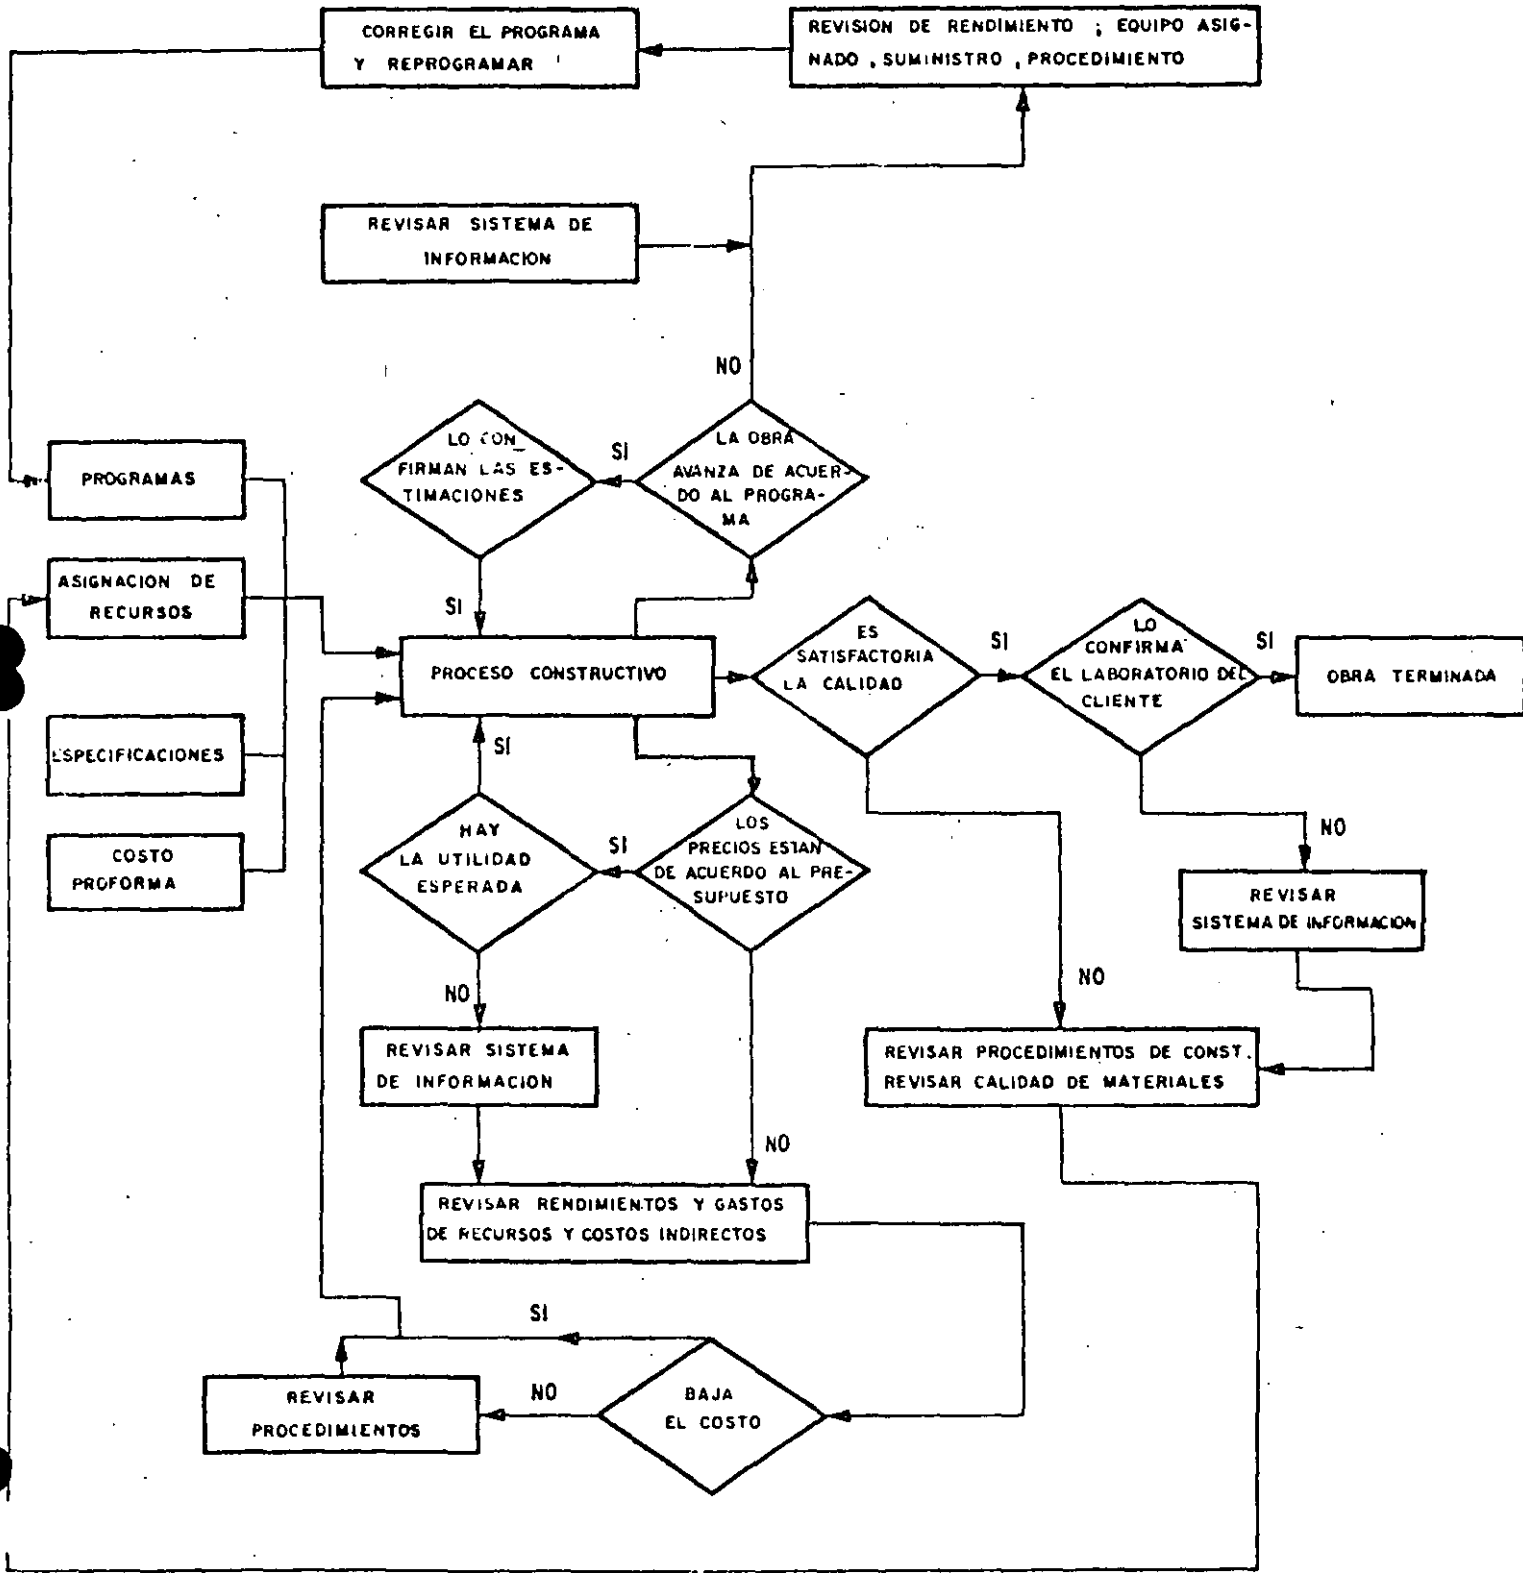 CORREGIR EL PROGRAMA
Y REPROGRAMAR
REVISION DE RENDIMIENTO ; EQUIPO ASIG-
NADO , SUMINISTRO , PROCEDIMIENTO
REVISAR SISTEMA DE
INFORMACION
NO
LO CON_
FIRMAN LAS ES-
TIMACIONES
SI
LA OBRA
AVANZA DE ACUER-
DO AL PROGRA-
MA
PROGRAMAS
ASIGNACION DE
RECURSOS
SI
PROCESO CONSTRUCTIVO
ES
SATISFACTORIA
LA CALIDAD
SI
LO
CONFIRMA
EL LABORATORIO DEL
CLIENTE
SI
OBRA TERMINADA
ESPECIFICACIONES
SI
COSTO
PROFORMA
HAY
LA UTILIDAD
ESPERADA
SI
LOS
PRECIOS ESTAN
DE ACUERDO AL PRE-
SUPUESTO
NO
REVISAR
SISTEMA DE INFORMACION
NO
NO
REVISAR SISTEMA
DE INFORMACION
REVISAR PROCEDIMIENTOS DE CONST.
REVISAR CALIDAD DE MATERIALES
NO
REVISAR RENDIMIENTOS Y GASTOS
DE RECURSOS Y COSTOS INDIRECTOS
SI
REVISAR
PROCEDIMIENTOS
NO
BAJA
EL COSTO